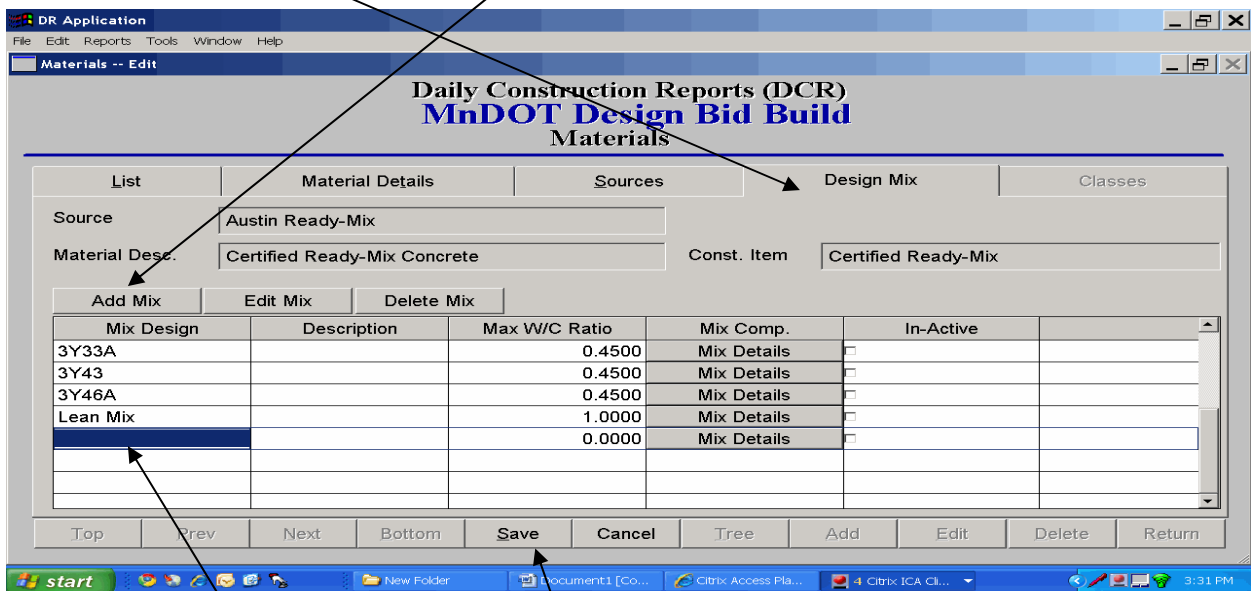 DR Application
File Edit Reports Tools Window Help
Materials -- Edit
Daily Construction Reports (DCR)
MnDOT Design Bid Build
Materials
List Material Details Sources Design Mix Classes
Source Austin Ready-Mix
Material Desc. Certified Ready-Mix Concrete Const. Item Certified Ready-Mix
Add Mix Edit Mix Delete Mix
Mix Design Description Max W/C Ratio Mix Comp. In-Active
3Y33A 0.4500 Mix Details
3Y43 0.4500 Mix Details
3Y46A 0.4500 Mix Details
Lean Mix 1.0000 Mix Details
0.0000 Mix Details
Top Prev Next Bottom Save Cancel Tree Add Edit Delete Return
start New Folder Document1 [Co... Citrix Access Pla... 4 Citrix ICA Cli... 3:31 PM